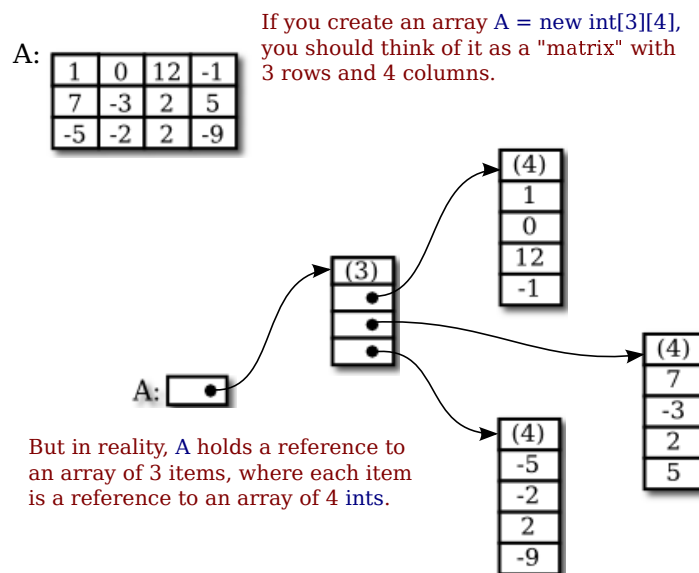 If you create an array A = new int[3][4],
you should think of it as a "matrix" with
3 rows and 4 columns.
A:
1 0 12 -1
7 -3 2 5
-5 -2 2 -9
(4)
1
0
12
-1
(3)
(4)
7
-3
2
5
A:
(4)
-5
-2
2
-9
But in reality, A holds a reference to
an array of 3 items, where each item
is a reference to an array of 4 ints.